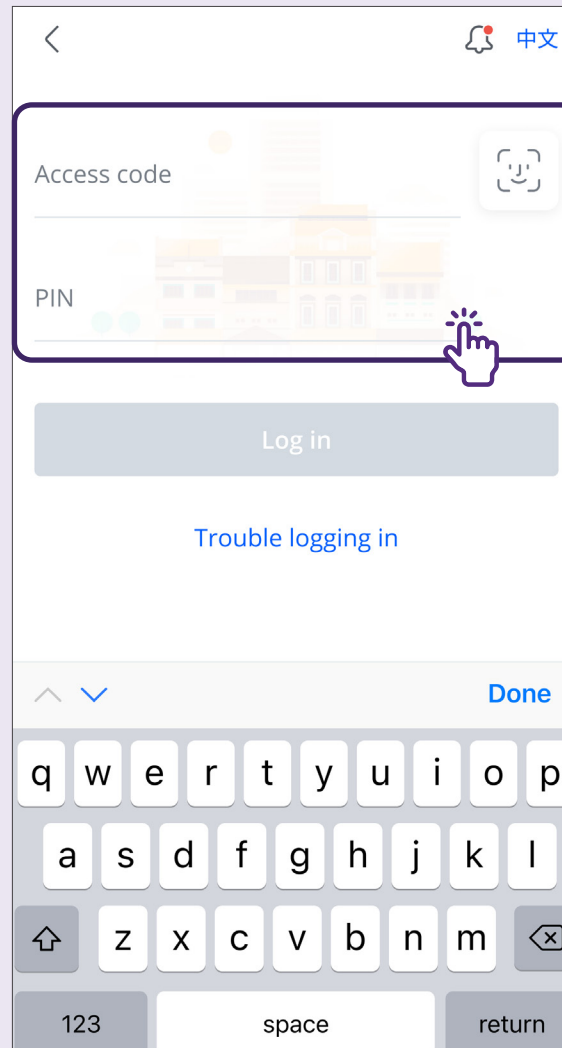 中文
Access code
PIN
Log in
Trouble logging in
Done
q w e r t y u i o p
a s d f g h j k l
z x c v b n m
123 space return